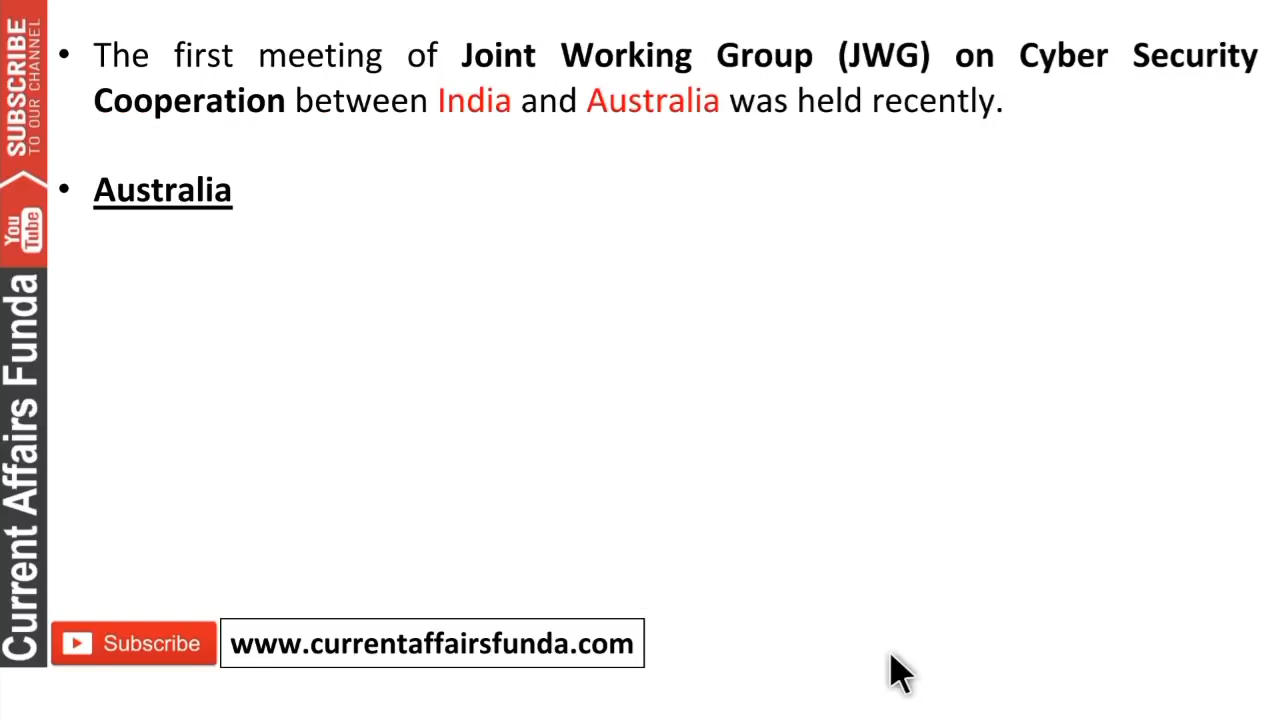 • The first meeting of Joint Working Group (JWG) on Cyber Security
Cooperation between India and Australia was held recently.
• Australia
SUBSCRIBE
TO OUR CHANNEL
You
Tube
Current Affairs Funda
Subscribe
www.currentaffairsfunda.com